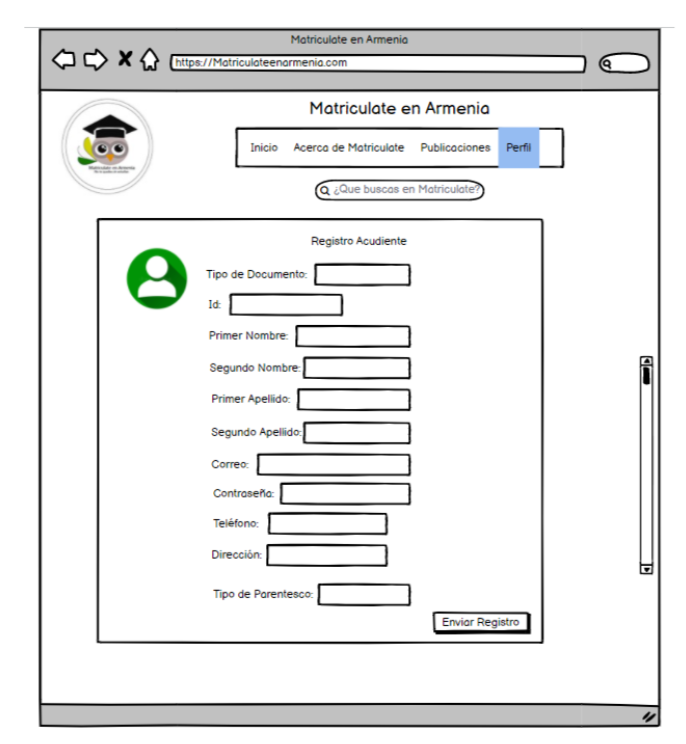 Matriculate en Armenia
https://Matriculateenarmenia.com
Matriculate en Armenia
Inicio Acerca de Matriculate Publicaciones Perfil
¿Que buscas en Matriculate?
Registro Acudiente
Tipo de Documento:
Id:
Primer Nombre:
Segundo Nombre:
Primer Apellido:
Segundo Apellido:
Correo:
Contraseña:
Teléfono:
Dirección:
Tipo de Parentesco:
Enviar Registro